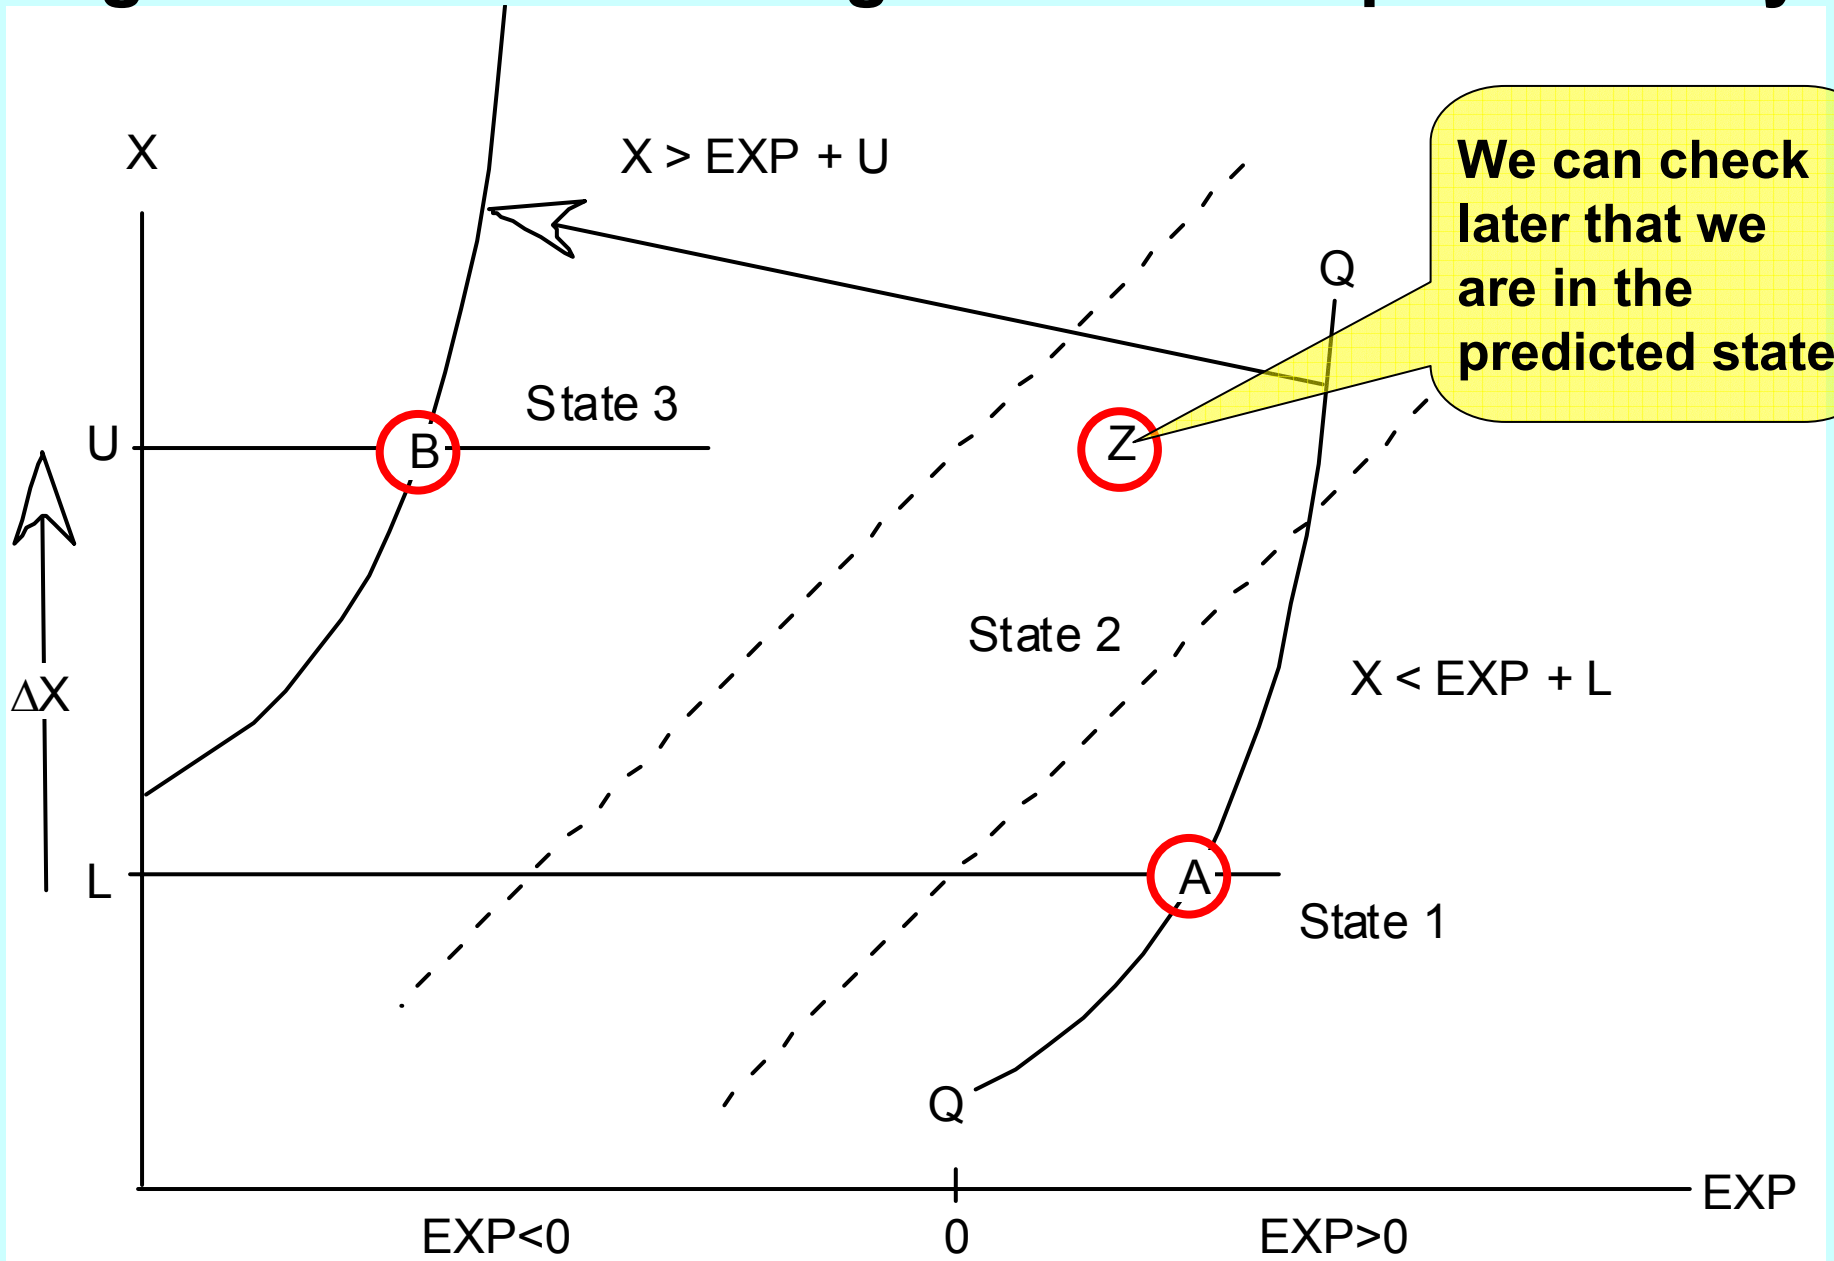 X
X > EXP + U
We can check
later that we
are in the
predicted state
Q
State 3
U
B
Z
State 2
X < EXP + L
ΔX
L
A
State 1
Q
EXP
EXP<0
0
EXP>0